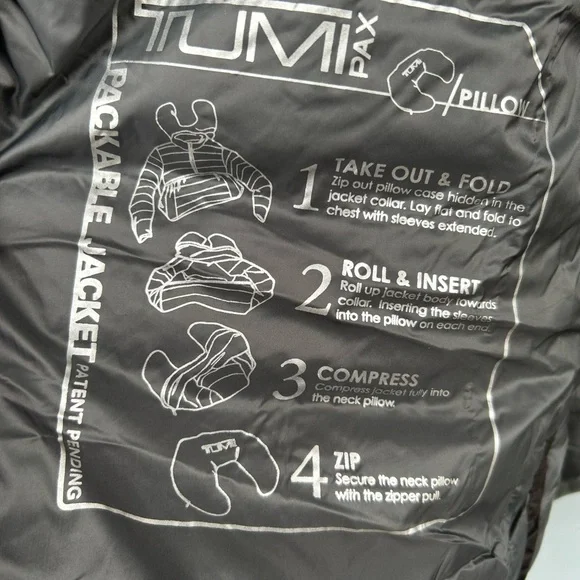 TUMI
PAX
/PILLOW
PACKABLE JACKET PATENT PENDING
TUMI
1 TAKE OUT & FOLD
Zip out pillow case hidden in the
jacket collar. Lay flat and fold to
chest with sleeves extended.
2 ROLL & INSERT
Roll up jacket body towards
collar. Inserting the sleeves
into the pillow on each end.
3 COMPRESS
Compress jacket fully into
the neck pillow.
TUMI
4 ZIP
Secure the neck pillow
with the zipper pull.